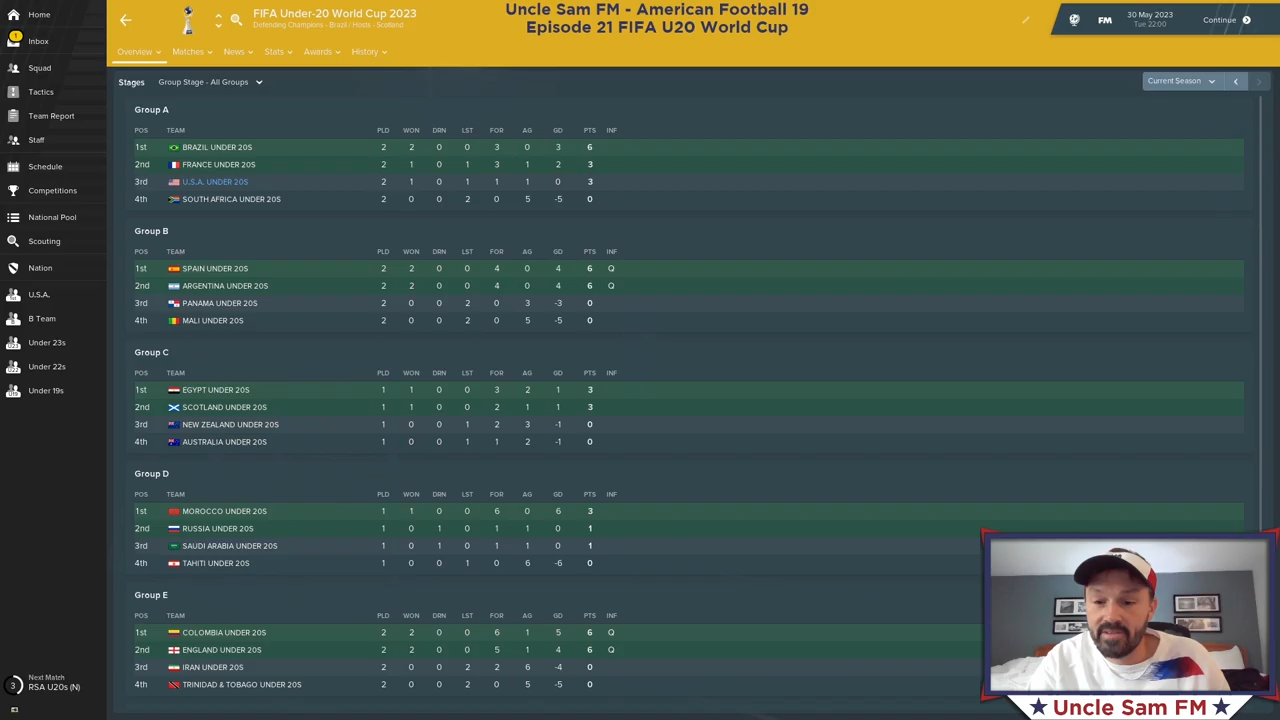 Home
FIFA Under-20 World Cup 2023
Defending Champions - Brazil / Hosts - Scotland
Uncle Sam FM - American Football 19
Episode 21 FIFA U20 World Cup
FM
30 May 2023
Tue 22:00
Continue
1
Inbox
Overview Matches News Stats Awards History
Squad
Tactics
Team Report
Staff
Schedule
Competitions
National Pool
Scouting
Nation
U.S.A.
B Team
Under 23s
Under 22s
Under 19s
3
Next Match
RSA U20s (N)
Stages Group Stage - All Groups
Current Season
Group A
POS TEAM PLD WON DRN LST FOR AG GD PTS INF
1st BRAZIL UNDER 20S 2 2 0 0 3 0 3 6
2nd FRANCE UNDER 20S 2 1 0 1 3 1 2 3
3rd U.S.A. UNDER 20S 2 1 0 1 1 1 0 3
4th SOUTH AFRICA UNDER 20S 2 0 0 2 0 5 -5 0
Group B
POS TEAM PLD WON DRN LST FOR AG GD PTS INF
1st SPAIN UNDER 20S 2 2 0 0 4 0 4 6 Q
2nd ARGENTINA UNDER 20S 2 2 0 0 4 0 4 6 Q
3rd PANAMA UNDER 20S 2 0 0 2 0 3 -3 0
4th MALI UNDER 20S 2 0 0 2 0 5 -5 0
Group C
POS TEAM PLD WON DRN LST FOR AG GD PTS INF
1st EGYPT UNDER 20S 1 1 0 0 3 2 1 3
2nd SCOTLAND UNDER 20S 1 1 0 0 2 1 1 3
3rd NEW ZEALAND UNDER 20S 1 0 0 1 2 3 -1 0
4th AUSTRALIA UNDER 20S 1 0 0 1 1 2 -1 0
Group D
POS TEAM PLD WON DRN LST FOR AG GD PTS INF
1st MOROCCO UNDER 20S 1 1 0 0 6 0 6 3
2nd RUSSIA UNDER 20S 1 0 1 0 1 1 0 1
3rd SAUDI ARABIA UNDER 20S 1 0 1 0 1 1 0 1
4th TAHITI UNDER 20S 1 0 0 1 0 6 -6 0
Group E
POS TEAM PLD WON DRN LST FOR AG GD PTS INF
1st COLOMBIA UNDER 20S 2 2 0 0 6 1 5 6 Q
2nd ENGLAND UNDER 20S 2 2 0 0 5 1 4 6 Q
3rd IRAN UNDER 20S 2 0 0 2 2 6 -4 0
4th TRINIDAD & TOBAGO UNDER 20S 2 0 0 2 0 5 -5 0
Uncle Sam FM